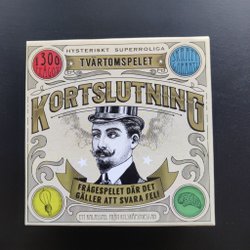 HYSTERISKT SUPERROLIGA
TVÄRTOMSPELET
1300
FRÅGOR
KORTSLUTNING
FRÅGESPELET DÄR DET
GÄLLER ATT SVARA FEL!